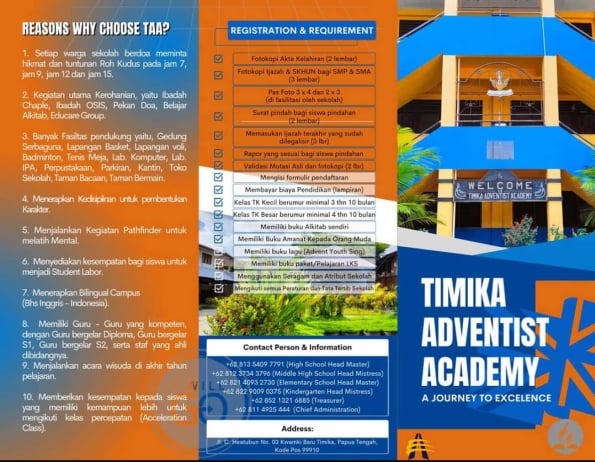 REASONS WHY CHOOSE TAA?
1. Setiap warga sekolah berdoa meminta
hikmat dan tuntunan Roh Kudus pada jam 7,
jam 9, jam 12 dan jam 15.
2. Kegiatan utama Kerohanian, yaitu Ibadah
Chaple, Ibadah OSIS, Pekan Doa, Belajar
Alkitab, Educare Group.
3. Banyak Fasiltas pendukung yaitu, Gedung
Serbaguna, Lapangan Basket, Lapangan voli,
Badminton, Tenis Meja, Lab. Komputer, Lab.
IPA, Perpustakaan, Parkiran, Kantin, Toko
Sekolah, Taman Bacaan, Taman Bermain.
4. Menerapkan Kedisiplinan untuk pembentukan
Karakter.
5. Menjalankan Kegiatan Pathfinder untuk
melatih Mental.
6. Menyediakan kesempatan bagi siswa untuk
menjadi Student Labor.
7. Menerapkan Bilingual Campus
(Bhs Inggris - Indonesia).
8. Memiliki Guru - Guru yang kompeten,
dengan Guru bergelar Diploma, Guru bergelar
S1, Guru bergelar S2, serta staf yang ahli
dibidangnya.
9. Menjalankan acara wisuda di akhir tahun
pelajaran.
10. Memberikan kesempatan kepada siswa
yang memiliki kemampuan lebih untuk
mengikuti kelas percepatan (Acceleration
Class).
REGISTRATION & REQUIREMENT
Fotokopi Akte Kelahiran (2 lembar)
Fotokopi Ijazah & SKHUN bagi SMP & SMA
(3 lembar)
Pas Foto 3 x 4 dan 2 x 3
(di fasilitasi oleh sekolah)
Surat pindah bagi siswa pindahan
(2 lembar)
Memasukan ijazah terakhir yang sudah
dilegalisir (3 lbr)
Rapor yang sesuai bagi siswa pindahan
Validasi Mutasi Asli dan fotokopi (2 lbr)
Mengisi formulir pendaftaran
Membayar biaya Pendidikan (lampiran)
Kelas TK Kecil berumur minimal 3 thn 10 bulan
Kelas TK Besar berumur minimal 4 thn 10 bulan
Memiliki buku Alkitab sendiri
Memiliki Buku Amanat Kepada Orang Muda
Memiliki buku lagu (Advent Youth Sing)
Memiliki buku paket/Pelajaran LKS
Menggunakan Seragam dan Atribut Sekolah
Mengikuti semua Peraturan dan Tata Tertib Sekolah
Contact Person & Information
+62 813 5409 7791 (High School Head Master)
+62 812 3734 3796 (Middle High School Head Mistress)
+62 821 4093 2730 (Elementary School Head Master)
+62 822 9009 0375 (Kindergarten Head Mistress)
+62 852 1321 6885 (Treasurer)
+62 811 4925 444 (Chief Administration)
Address:
Jl. C. Heatubun No. 03 Kwamki Baru Timika, Papua Tengah,
Kode Pos 99910
WELCOME
TIMIKA ADVENTIST ACADEMY
TIMIKA
ADVENTIST
ACADEMY
A JOURNEY TO EXCELLENCE